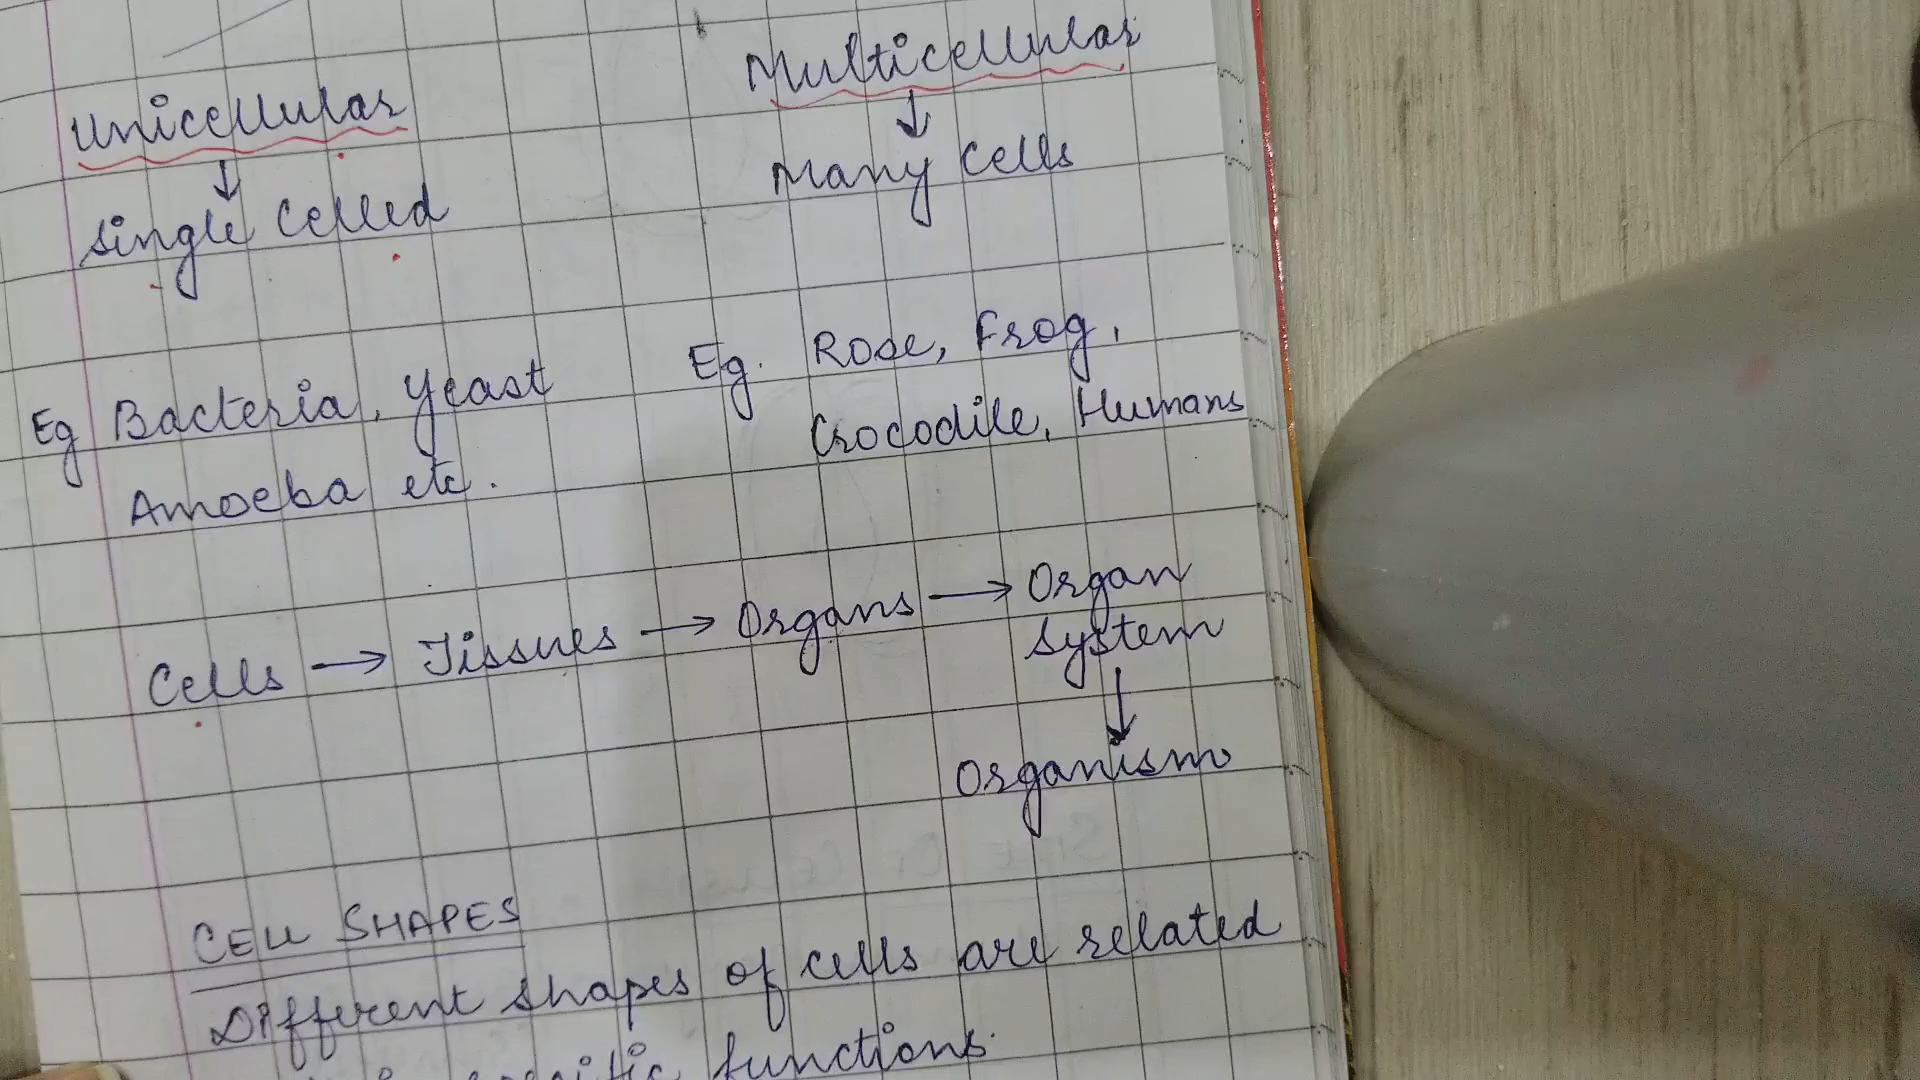 Unicellular
Multicellular
↓
↓
Single Celled
Many Cells
Eg Bacteria, Yeast
Amoeba etc.
Eg. Rose, Frog,
Crocodile, Humans
Cells → Tissues → Organs → Organ
System
↓
Organism
CELL SHAPES
Different shapes of cells are related
specific functions.